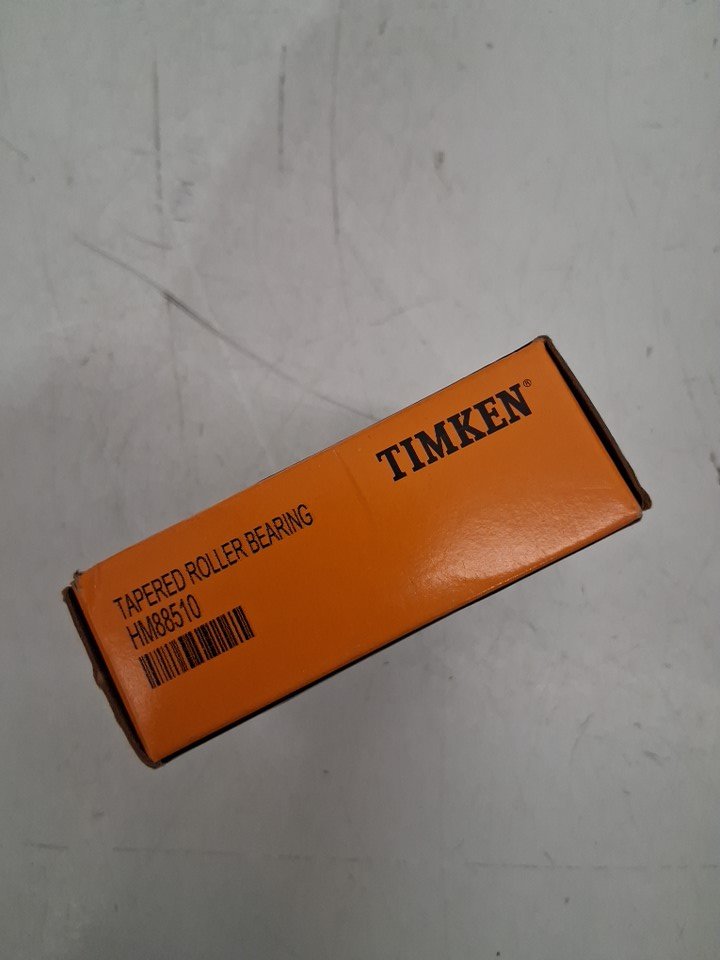 TIMKEN®
TAPERED ROLLER BEARING
HM88510